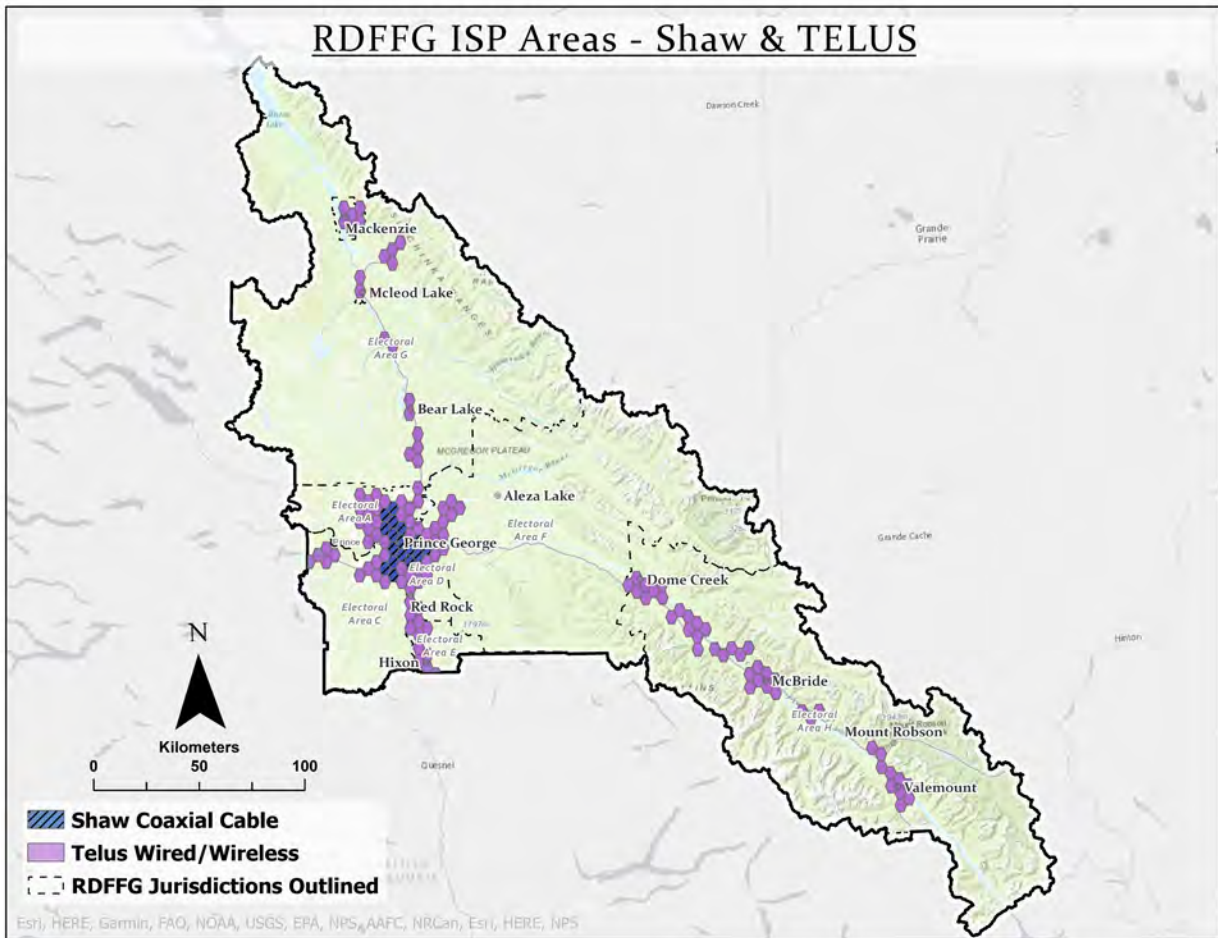 RDFFG ISP Areas - Shaw & TELUS
Dawson Creek
Grande
Prairie
Mackenzie
Mcleod Lake
Electoral
Area G
Bear Lake
MCGREGOR PLATEAU
Aleza Lake
Electoral
Area A
Prince George
Electoral
Area F
Grande Cache
Electoral
Area D
Dome Creek
Electoral
Area C
Red Rock
Electoral
Area E
Hixon
Hinton
McBride
Electoral
Area H
Mount Robson
Valemount
Quesnel
N
Kilometers
0 50 100
Shaw Coaxial Cable
Telus Wired/Wireless
RDFFG Jurisdictions Outlined
Esri, HERE, Garmin, FAO, NOAA, USGS, EPA, NPS, AAFC, NRCan, Esri, HERE, NPS